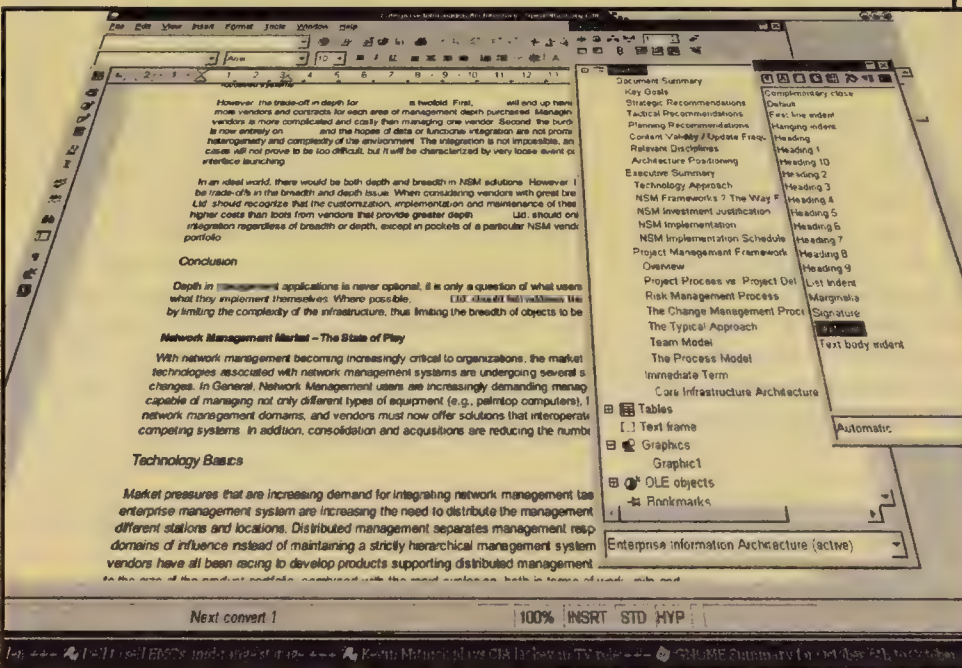 File Edit View Insert Format Tools Window Help
However, the trade-off in depth for is twofold. First, will end up
more vendors and contracts for each area of management depth purchased.
vendors is more complicated and costly than managing one vendor. Second, the
is now entirely on and the hopes of data or functional integration are not
heterogeneity and complexity of the environment. The integration is not impossible,
cases will not prove to be too difficult, but it will be characterized by very loose event
interface launching
In an ideal world, there would be both depth and breadth in NSM solutions. However
be trade-offs in the breadth and depth issue. When considering vendors with great
Ltd. should recognize that the customization, implementation and maintenance of
higher costs than tools from vendors that provide greater depth Ltd. should
integration regardless of breadth or depth, except in pockets of a particular NSM
portfolio
Conclusion
Depth in applications is never optional, it is only a question of what users
what they implement themselves. Where possible,
by limiting the complexity of the infrastructure, thus limiting the breadth of objects to be
Network Management Market – The State of Play
With network management becoming increasingly critical to organizations, the market
technologies associated with network management systems are undergoing several s
changes. In General, Network Management users are increasingly demanding manag
capable of managing not only different types of equipment (e.g., palmtop computers),
network management domains, and vendors must now offer solutions that interoperate
competing systems. In addition, consolidation and acquisitions are reducing the numbe
Technology Basics
Market pressures that are increasing demand for integrating network management tas
enterprise management system are increasing the need to distribute the management
different stations and locations. Distributed management separates management resp
domains of influence instead of maintaining a strictly hierarchical management system
vendors have all been racing to develop products supporting distributed management
Document Summary
Key Goals
Strategic Recommendations
Tactical Recommendations
Planning Recommendations
Content Validity / Update Frequ
Relevant Disciplines
Architecture Positioning
Executive Summary
Technology Approach
NSM Frameworks ? The Way F
NSM Investment Justification
NSM Implementation
NSM Implementation Schedule
Project Management Framework
Overview
Project Process vs Project Del
Risk Management Process
The Change Management Proce
The Typical Approach
Team Model
The Process Model
Immediate Term
Core Infrastructure Architecture
Tables
Text frame
Graphics
Graphic1
OLE objects
Bookmarks
Enterprise Information Architecture (active)
Complimentary close
Default
First line indent
Hanging indent
Heading
Heading 1
Heading 10
Heading 2
Heading 3
Heading 4
Heading 5
Heading 6
Heading 7
Heading 8
Heading 9
List Indent
Marginalia
Signature
Text body indent
Automatic
Next convert 1 100% INSRT STD HYP